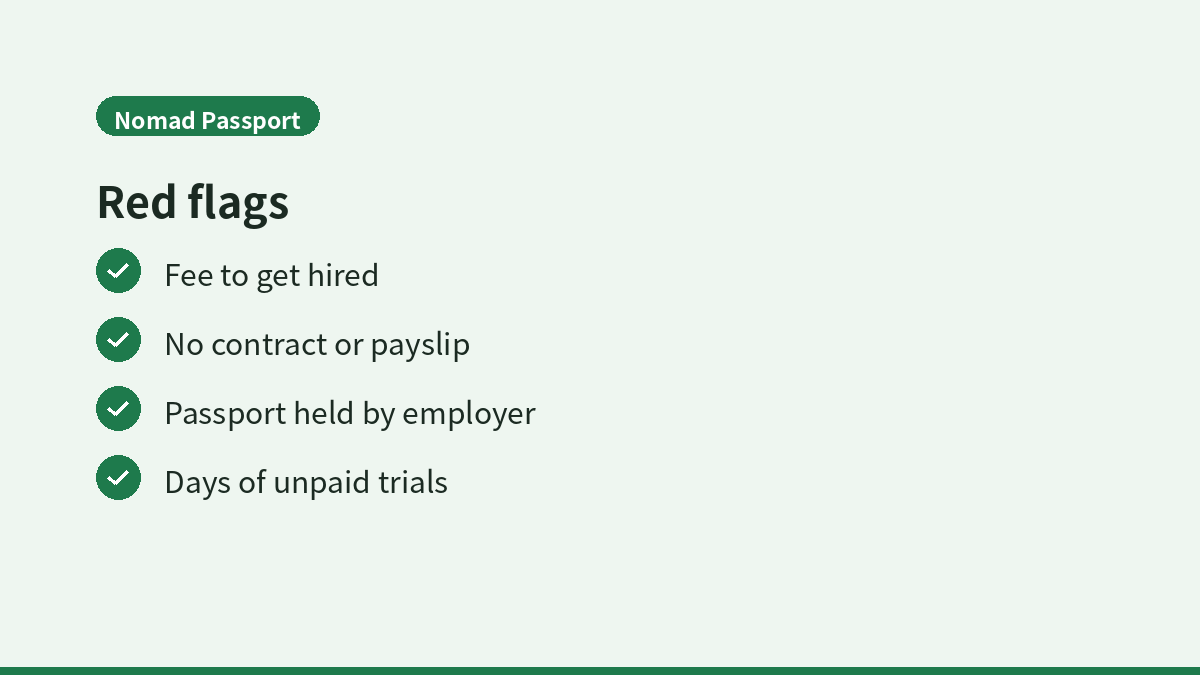 Nomad Passport
Red flags
Fee to get hired
No contract or payslip
Passport held by employer
Days of unpaid trials